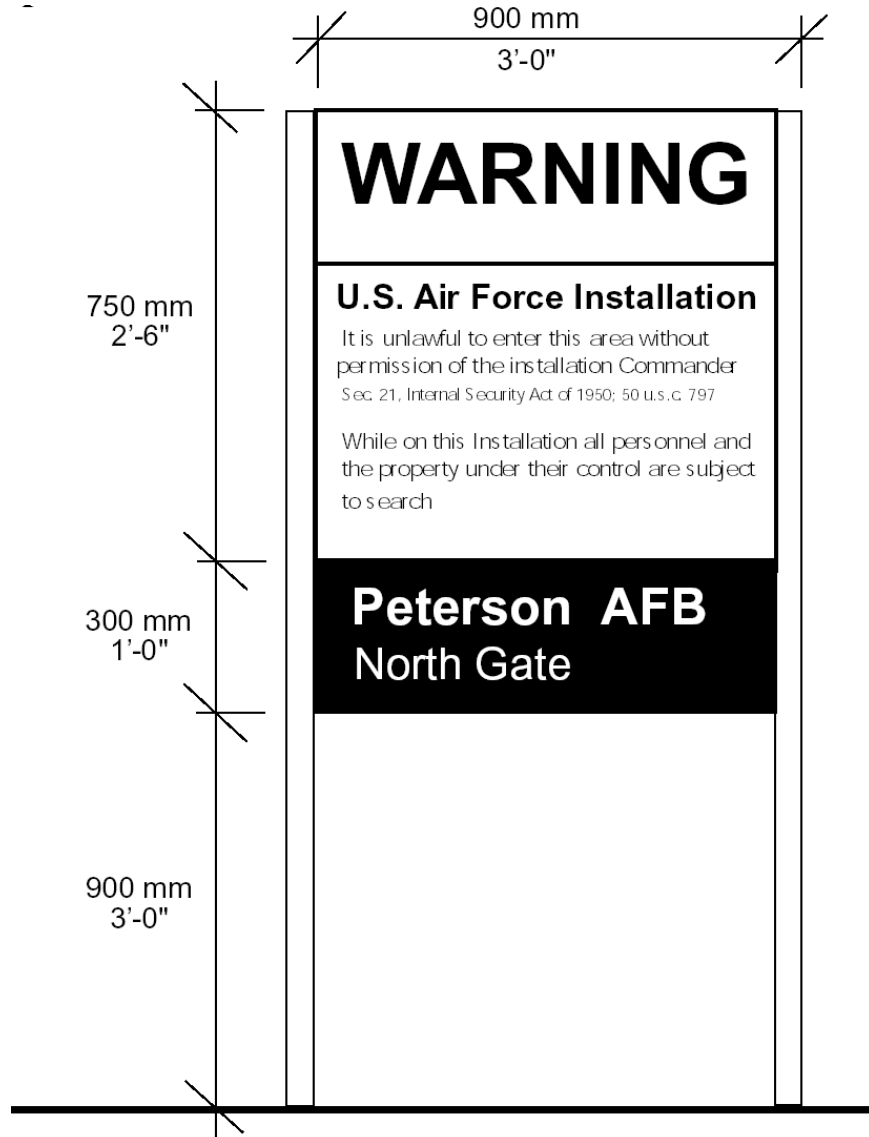 900 mm
3'-0"
WARNING
750 mm
2'-6"
U.S. Air Force Installation
It is unlawful to enter this area without
permission of the installation Commander
Sec. 21, Internal Security Act of 1950; 50 u.s.c. 797
While on this Installation all personnel and
the property under their control are subject
to search
300 mm
1'-0"
Peterson AFB
North Gate
900 mm
3'-0"